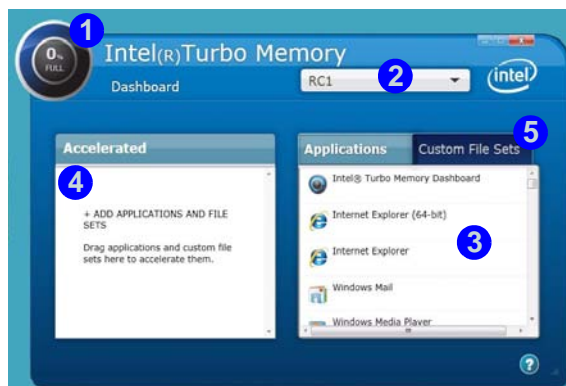 1
0%
FULL
Intel(R)Turbo Memory
Dashboard
RC1
2
intel
5
Accelerated
Applications
Custom File Sets
4
+ ADD APPLICATIONS AND FILE
SETS
Drag applications and custom file
sets here to accelerate them.
Intel® Turbo Memory Dashboard
Internet Explorer (64-bit)
3
Internet Explorer
Windows Mail
Windows Media Player
?